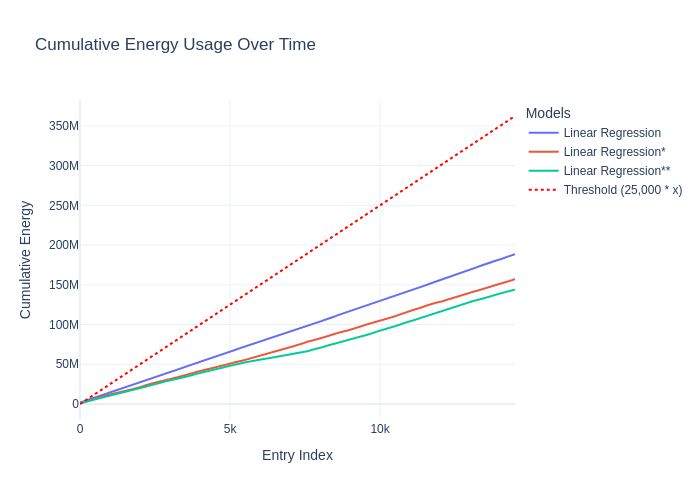 Cumulative Energy Usage Over Time
Models
Linear Regression
Linear Regression*
Linear Regression**
Threshold (25,000 * x)
Cumulative Energy
350M
300M
250M
200M
150M
100M
50M
0
0
5k
10k
Entry Index